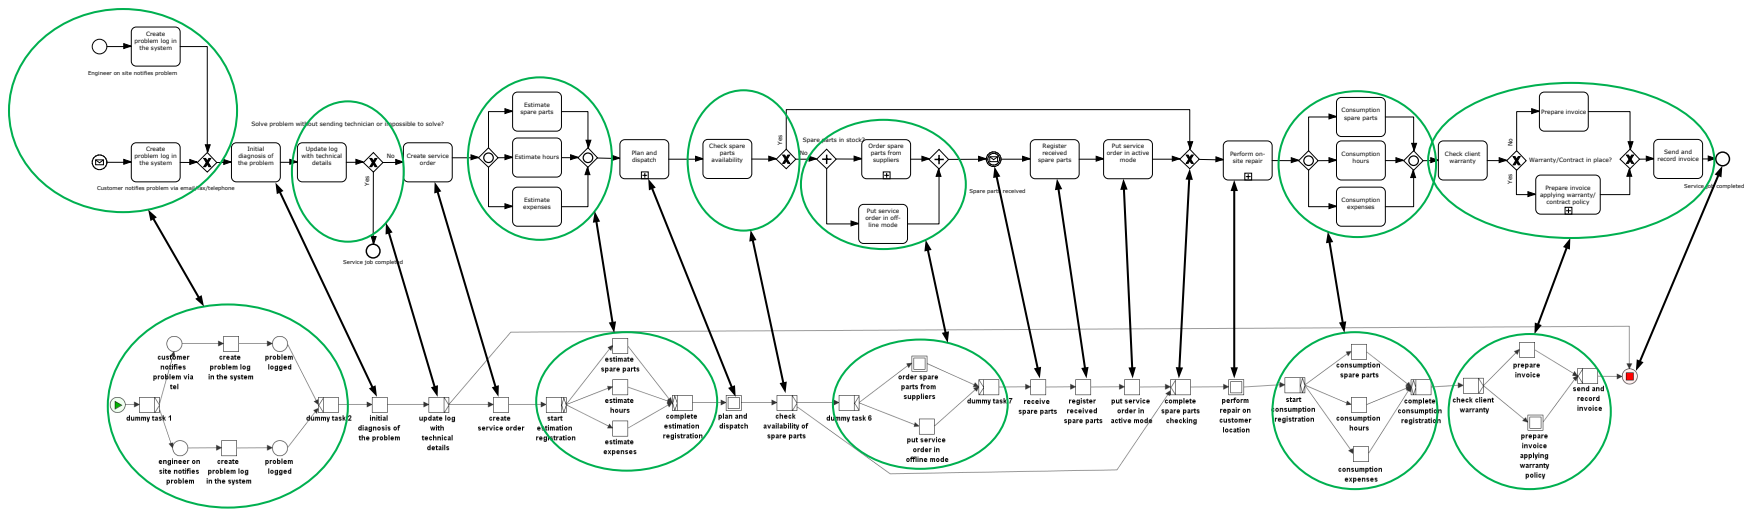 Create
problem log in
the system
Engineer on site notifies problem
Create
problem log in
the system
Customer notifies problem via email/fax/telephone
Initial
diagnosis of
the problem
Solve problem without sending technician or impossible to solve?
Update log
with technical
details
No
Yes
Service job completed
Create service
order
Estimate
spare parts
Estimate hours
Estimate
expenses
Plan and
dispatch
Check spare
parts
availability
Yes
No
Spare parts in stock?
Order spare
parts from
suppliers
Put service
order in off-
line mode
Spare parts received
Register
received
spare parts
Put service
order in active
mode
Perform on-
site repair
Consumption
spare parts
Consumption
hours
Consumption
expenses
Check client
warranty
No
Yes
Warranty/Contract in place?
Prepare invoice
Prepare invoice
applying warranty/
contract policy
Send and
record invoice
Service job completed
dummy task 1
customer
notifies
problem via
tel
create
problem log
in the system
problem
logged
engineer on
site notifies
problem
create
problem log
in the system
problem
logged
dummy task 2
initial
diagnosis of
the problem
update log
with
technical
details
create
service order
start
estimation
registration
estimate
spare parts
estimate
hours
estimate
expenses
complete
estimation
registration
plan and
dispatch
check
availability of
spare parts
dummy task 6
order spare
parts from
suppliers
put service
order in
offline mode
dummy task 7
receive
spare parts
register
received
spare parts
put service
order in
active mode
complete
spare parts
checking
perform
repair on
customer
location
start
consumption
registration
consumption
spare parts
consumption
hours
consumption
expenses
complete
consumption
registration
check client
warranty
prepare
invoice
prepare
invoice
applying
warranty
policy
send and
record
invoice